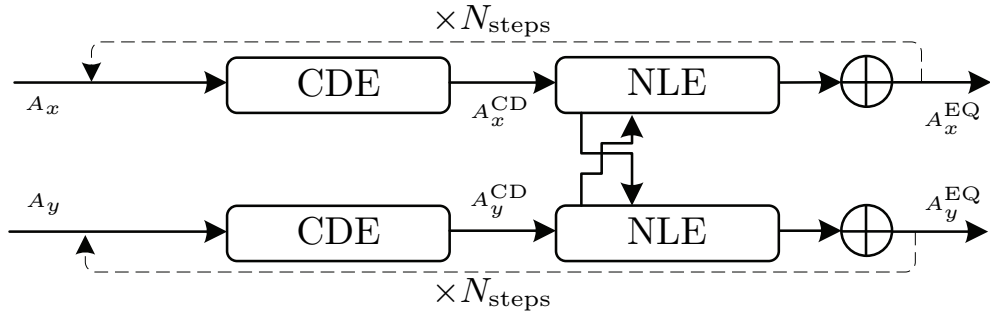 ×N_steps
CDE NLE
A_x A_x^CD A_x^EQ
A_y A_y^CD A_y^EQ
CDE NLE
×N_steps